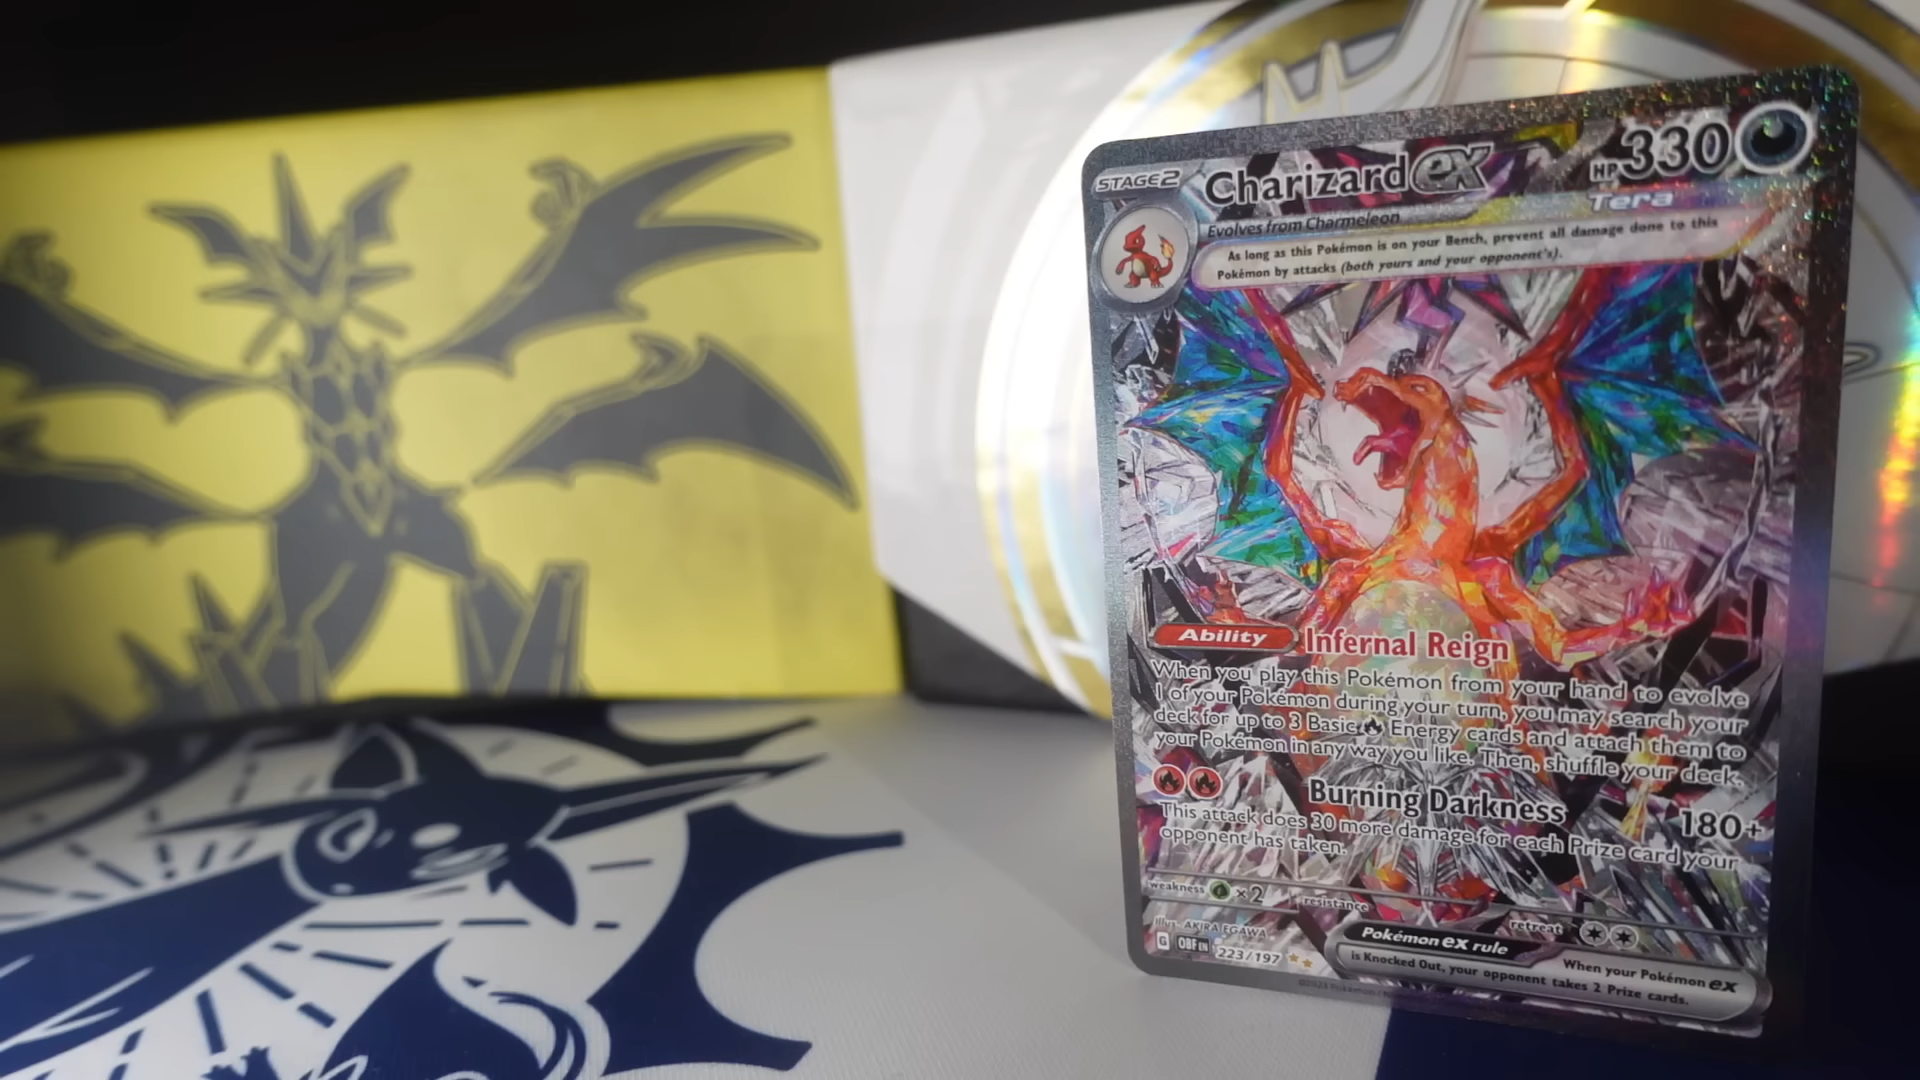 STAGE2 Charizard ex HP 330
Tera
Evolves from Charmeleon
As long as this Pokémon is on your Bench, prevent all damage done to this
Pokémon by attacks (both yours and your opponent's).
Ability Infernal Reign
When you play this Pokémon from your hand to evolve
1 of your Pokémon during your turn, you may search your
deck for up to 3 Basic Energy cards and attach them to
your Pokémon in any way you like. Then, shuffle your deck.
Burning Darkness 180+
This attack does 30 more damage for each Prize card your
opponent has taken.
weakness ×2 resistance retreat
Illus. AKIRA EGAWA
G OBF EN 223/197
Pokémon ex rule When your Pokémon ex
is Knocked Out, your opponent takes 2 Prize cards.